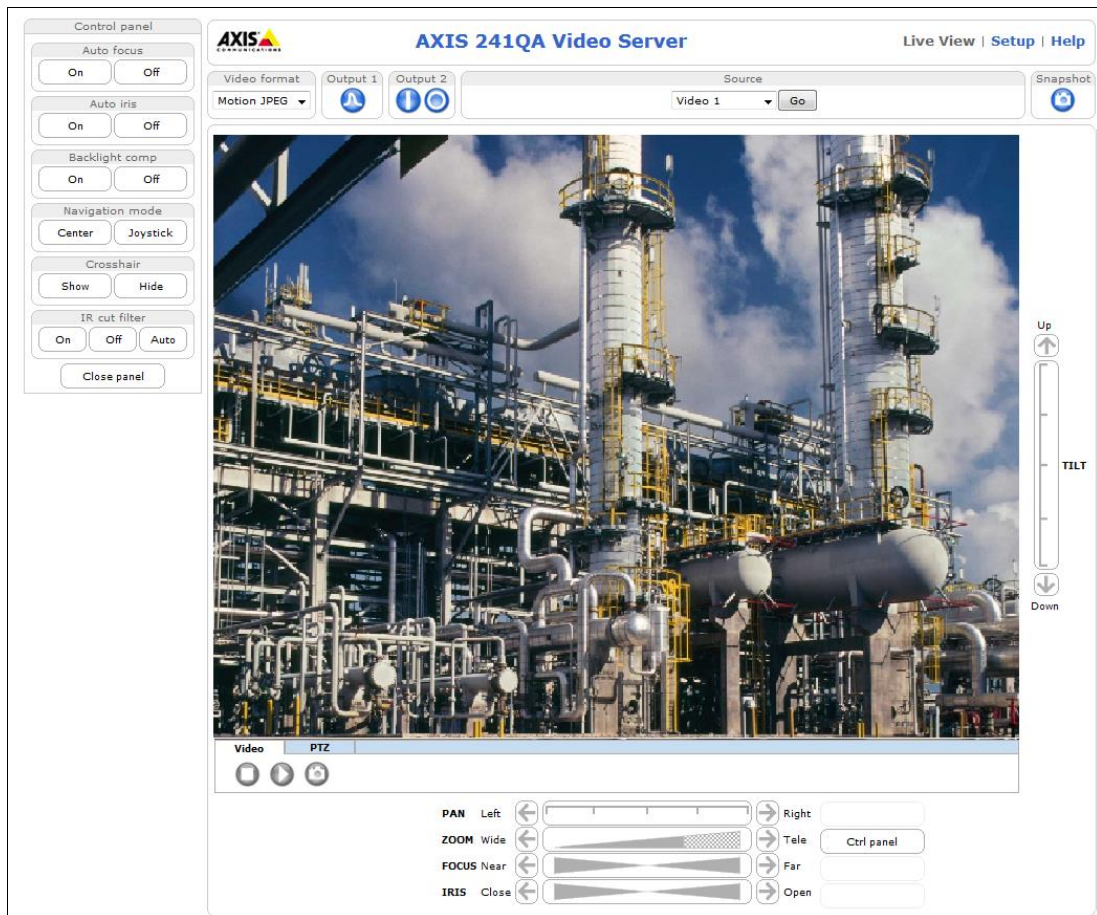 Control panel
Auto focus
On Off
Auto iris
On Off
Backlight comp
On Off
Navigation mode
Center Joystick
Crosshair
Show Hide
IR cut filter
On Off Auto
Close panel
AXIS
COMMUNICATIONS
AXIS 241QA Video Server
Live View | Setup | Help
Video format
Motion JPEG
Output 1
Output 2
Source
Video 1 Go
Snapshot
Up
TILT
Down
Video PTZ
PAN Left Right
ZOOM Wide Tele Ctrl panel
FOCUS Near Far
IRIS Close Open